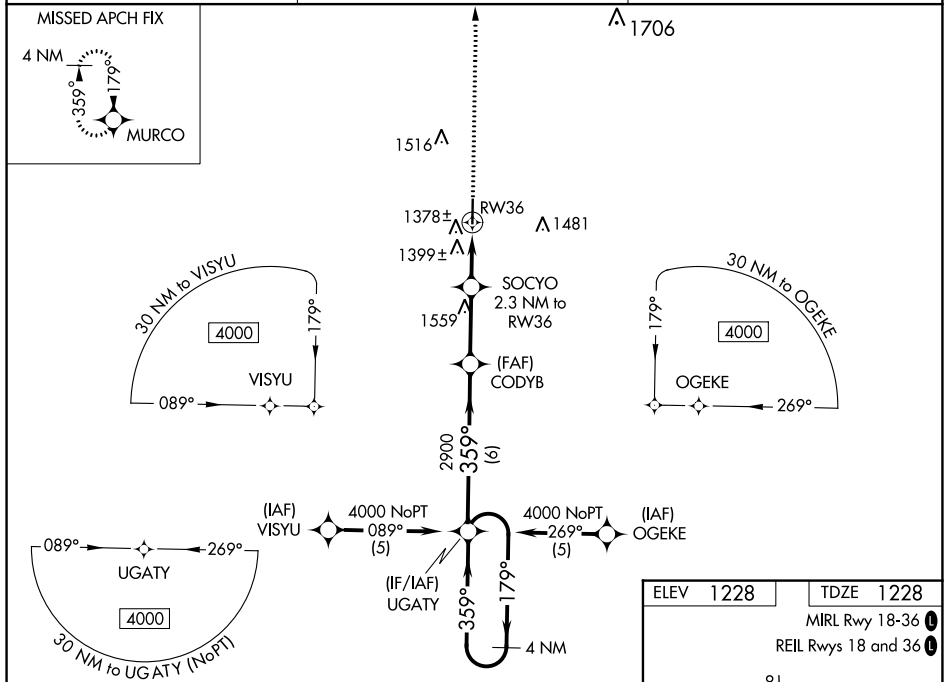 MISSED APCH FIX
4 NM
359°
179°
MURCO
1706
1516
RW36
1378±
1481
1399±
SOCYO
2.3 NM to
RW36
1559
(FAF)
CODYB
30 NM to VISYU
4000
179°
VISYU
089°
30 NM to OGEKE
179°
4000
OGEKE
269°
2900
359°
(6)
(IAF)
VISYU
4000 NoPT
089°
(5)
4000 NoPT
269°
(5)
(IAF)
OGEKE
(IF/IAF)
UGATY
359°
179°
4 NM
089°
269°
UGATY
4000
30 NM to UGATY (NoPT)
ELEV 1228
TDZE 1228
MIRL Rwy 18-36 L
REIL Rwys 18 and 36 L